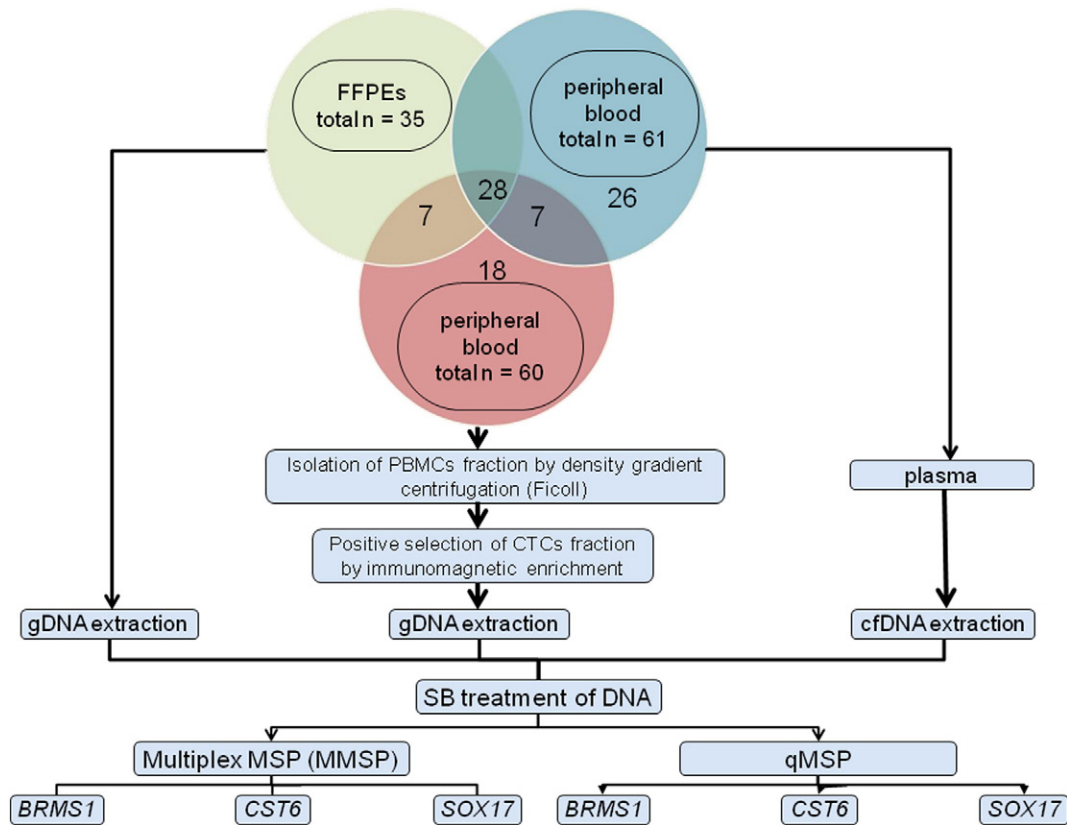 FFPEs
total n = 35
peripheral
blood
total n = 61
28
26
7
7
18
peripheral
blood
total n = 60
Isolation of PBMCs fraction by density gradient
centrifugation (Ficoll)
plasma
Positive selection of CTCs fraction
by immunomagnetic enrichment
gDNA extraction
gDNA extraction
cfDNA extraction
SB treatment of DNA
Multiplex MSP (MMSP)
qMSP
BRMS1
CST6
SOX17
BRMS1
CST6
SOX17